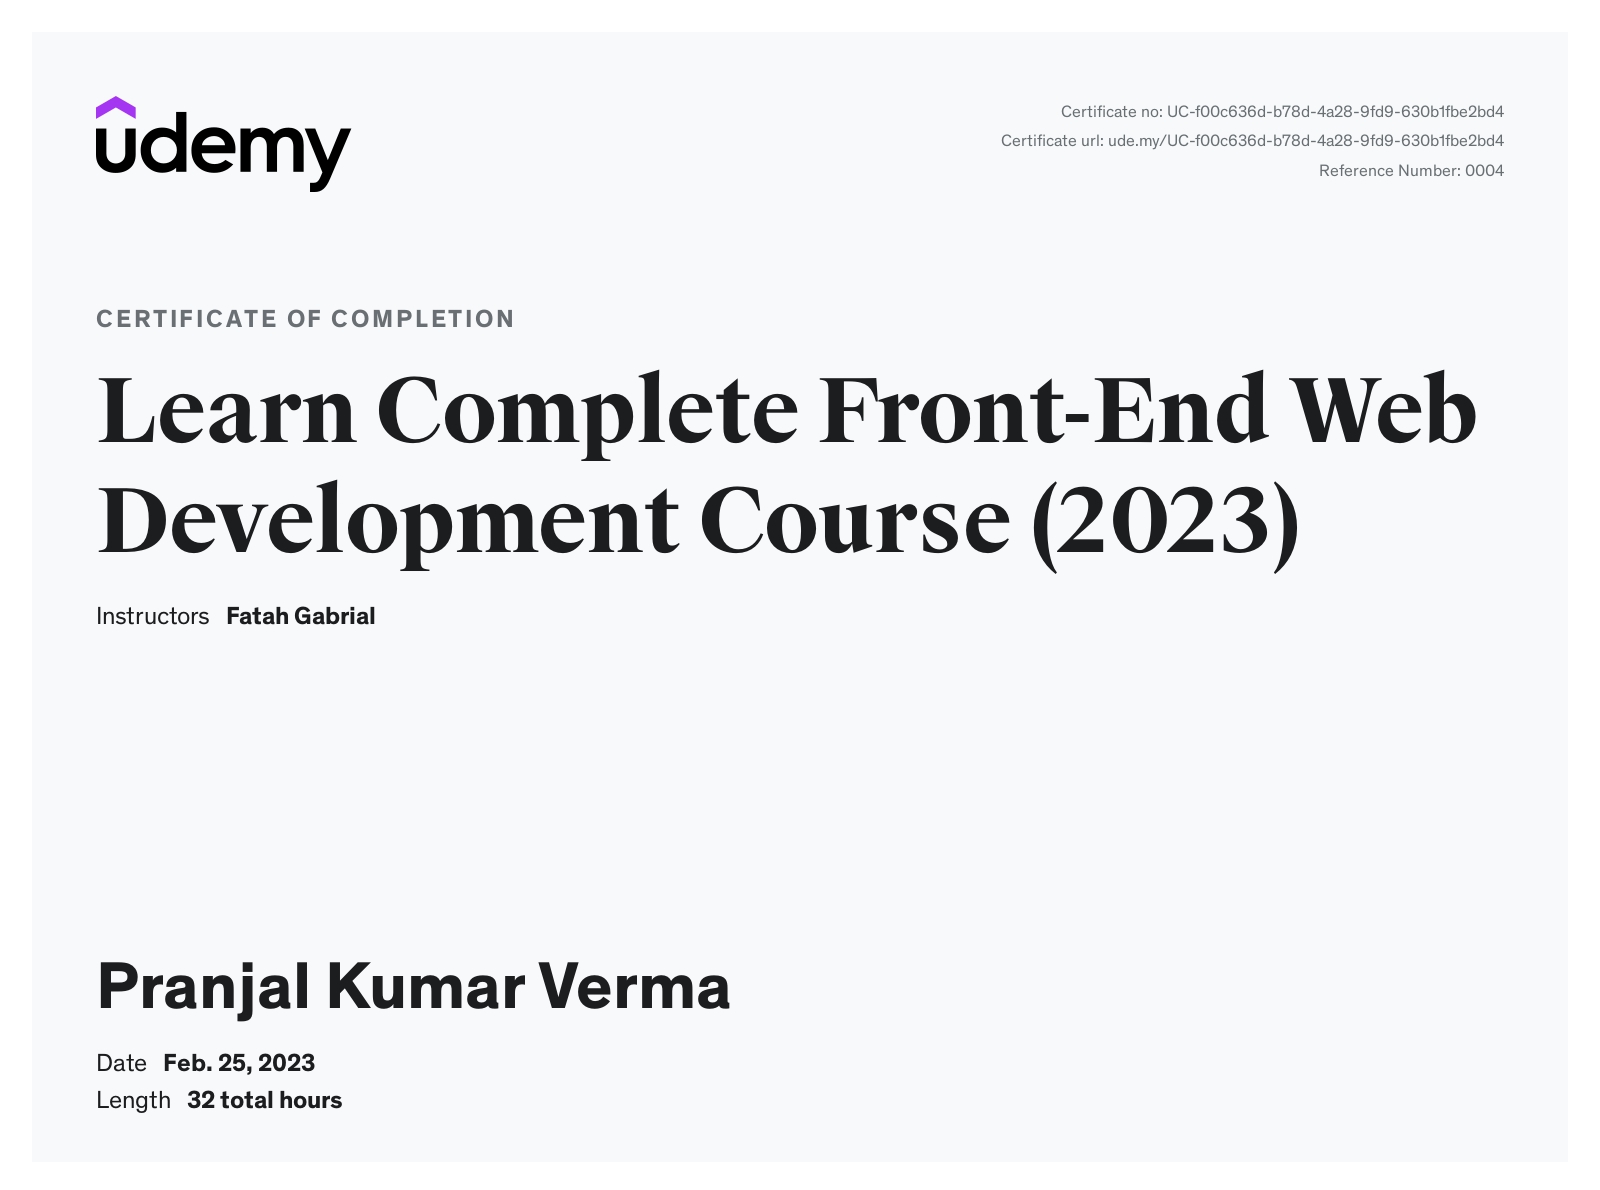 udemy
Certificate no: UC-f00c636d-b78d-4a28-9fd9-630b1fbe2bd4
Certificate url: ude.my/UC-f00c636d-b78d-4a28-9fd9-630b1fbe2bd4
Reference Number: 0004
CERTIFICATE OF COMPLETION
Learn Complete Front-End Web
Development Course (2023)
Instructors Fatah Gabrial
Pranjal Kumar Verma
Date Feb. 25, 2023
Length 32 total hours